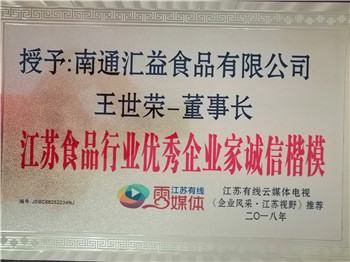 授予:南通汇益食品有限公司
王世荣-董事长
江苏食品行业优秀企业家诚信楷模
江苏有线
云媒体
江苏有线云媒体电视
《企业风采·江苏视野》推荐
二〇一八年